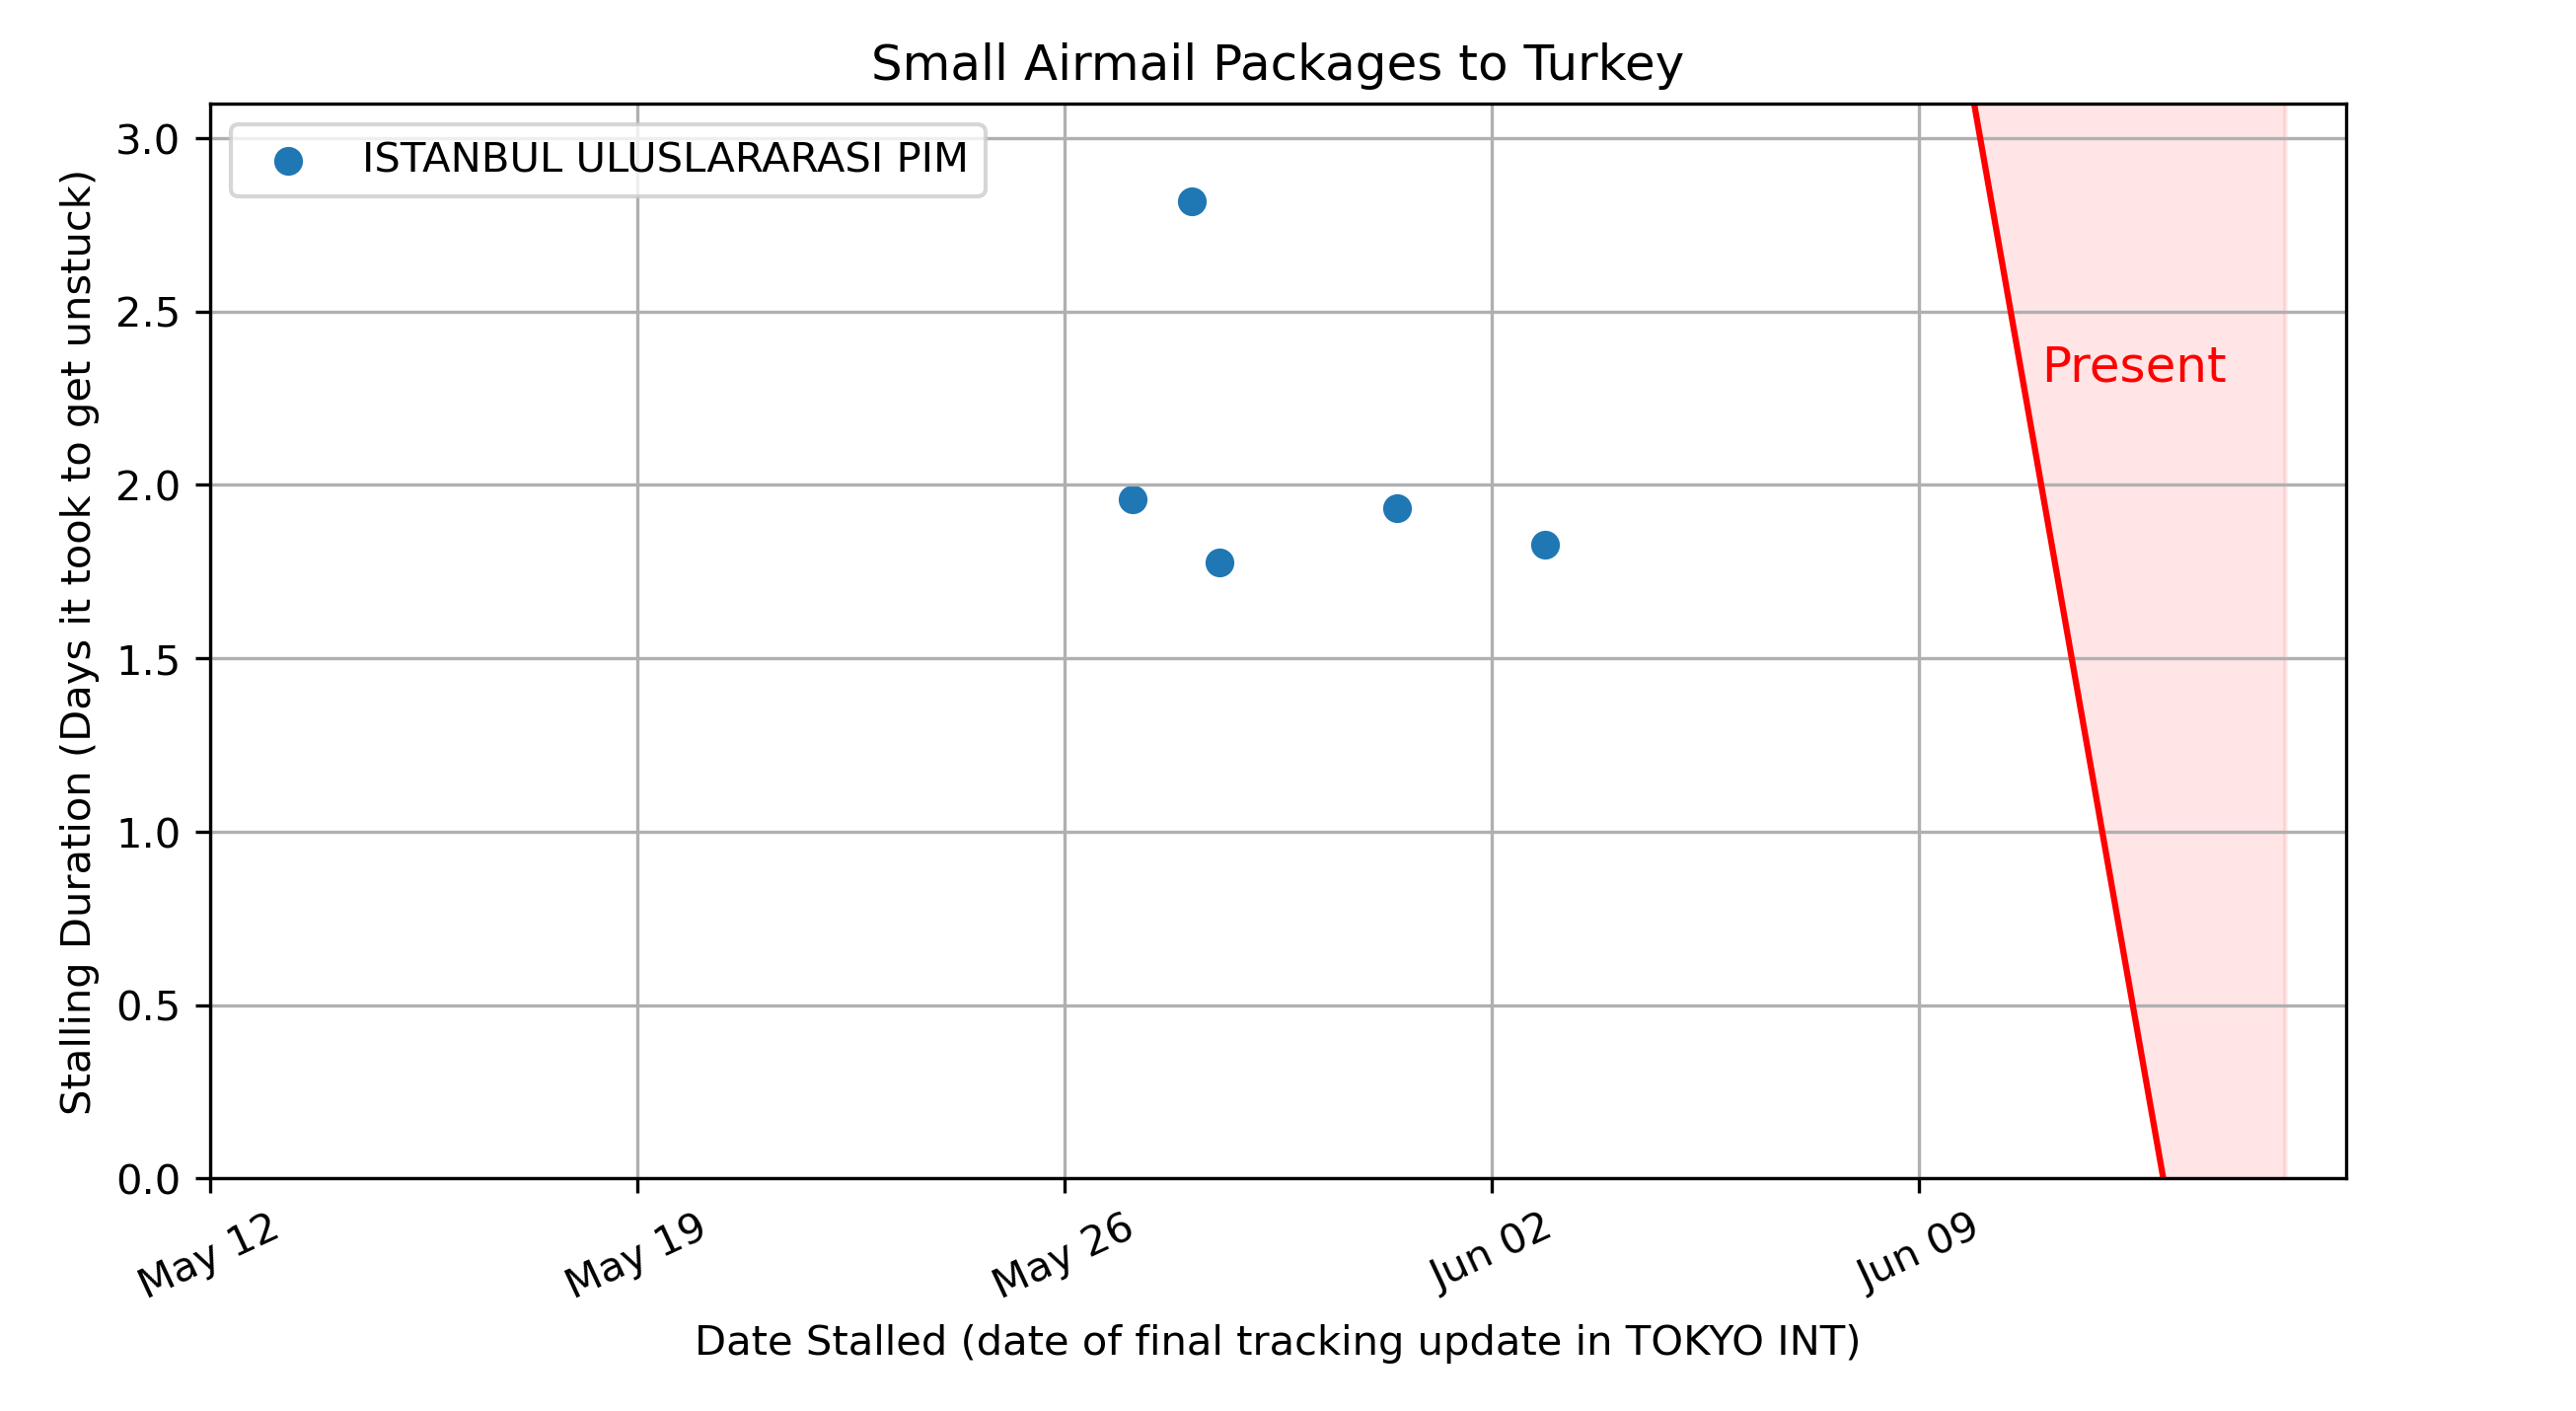 Small Airmail Packages to Turkey
ISTANBUL ULUSLARARASI PIM
Present
Stalling Duration (Days it took to get unstuck)
3.0
2.5
2.0
1.5
1.0
0.5
0.0
May 12
May 19
May 26
Jun 02
Jun 09
Date Stalled (date of final tracking update in TOKYO INT)